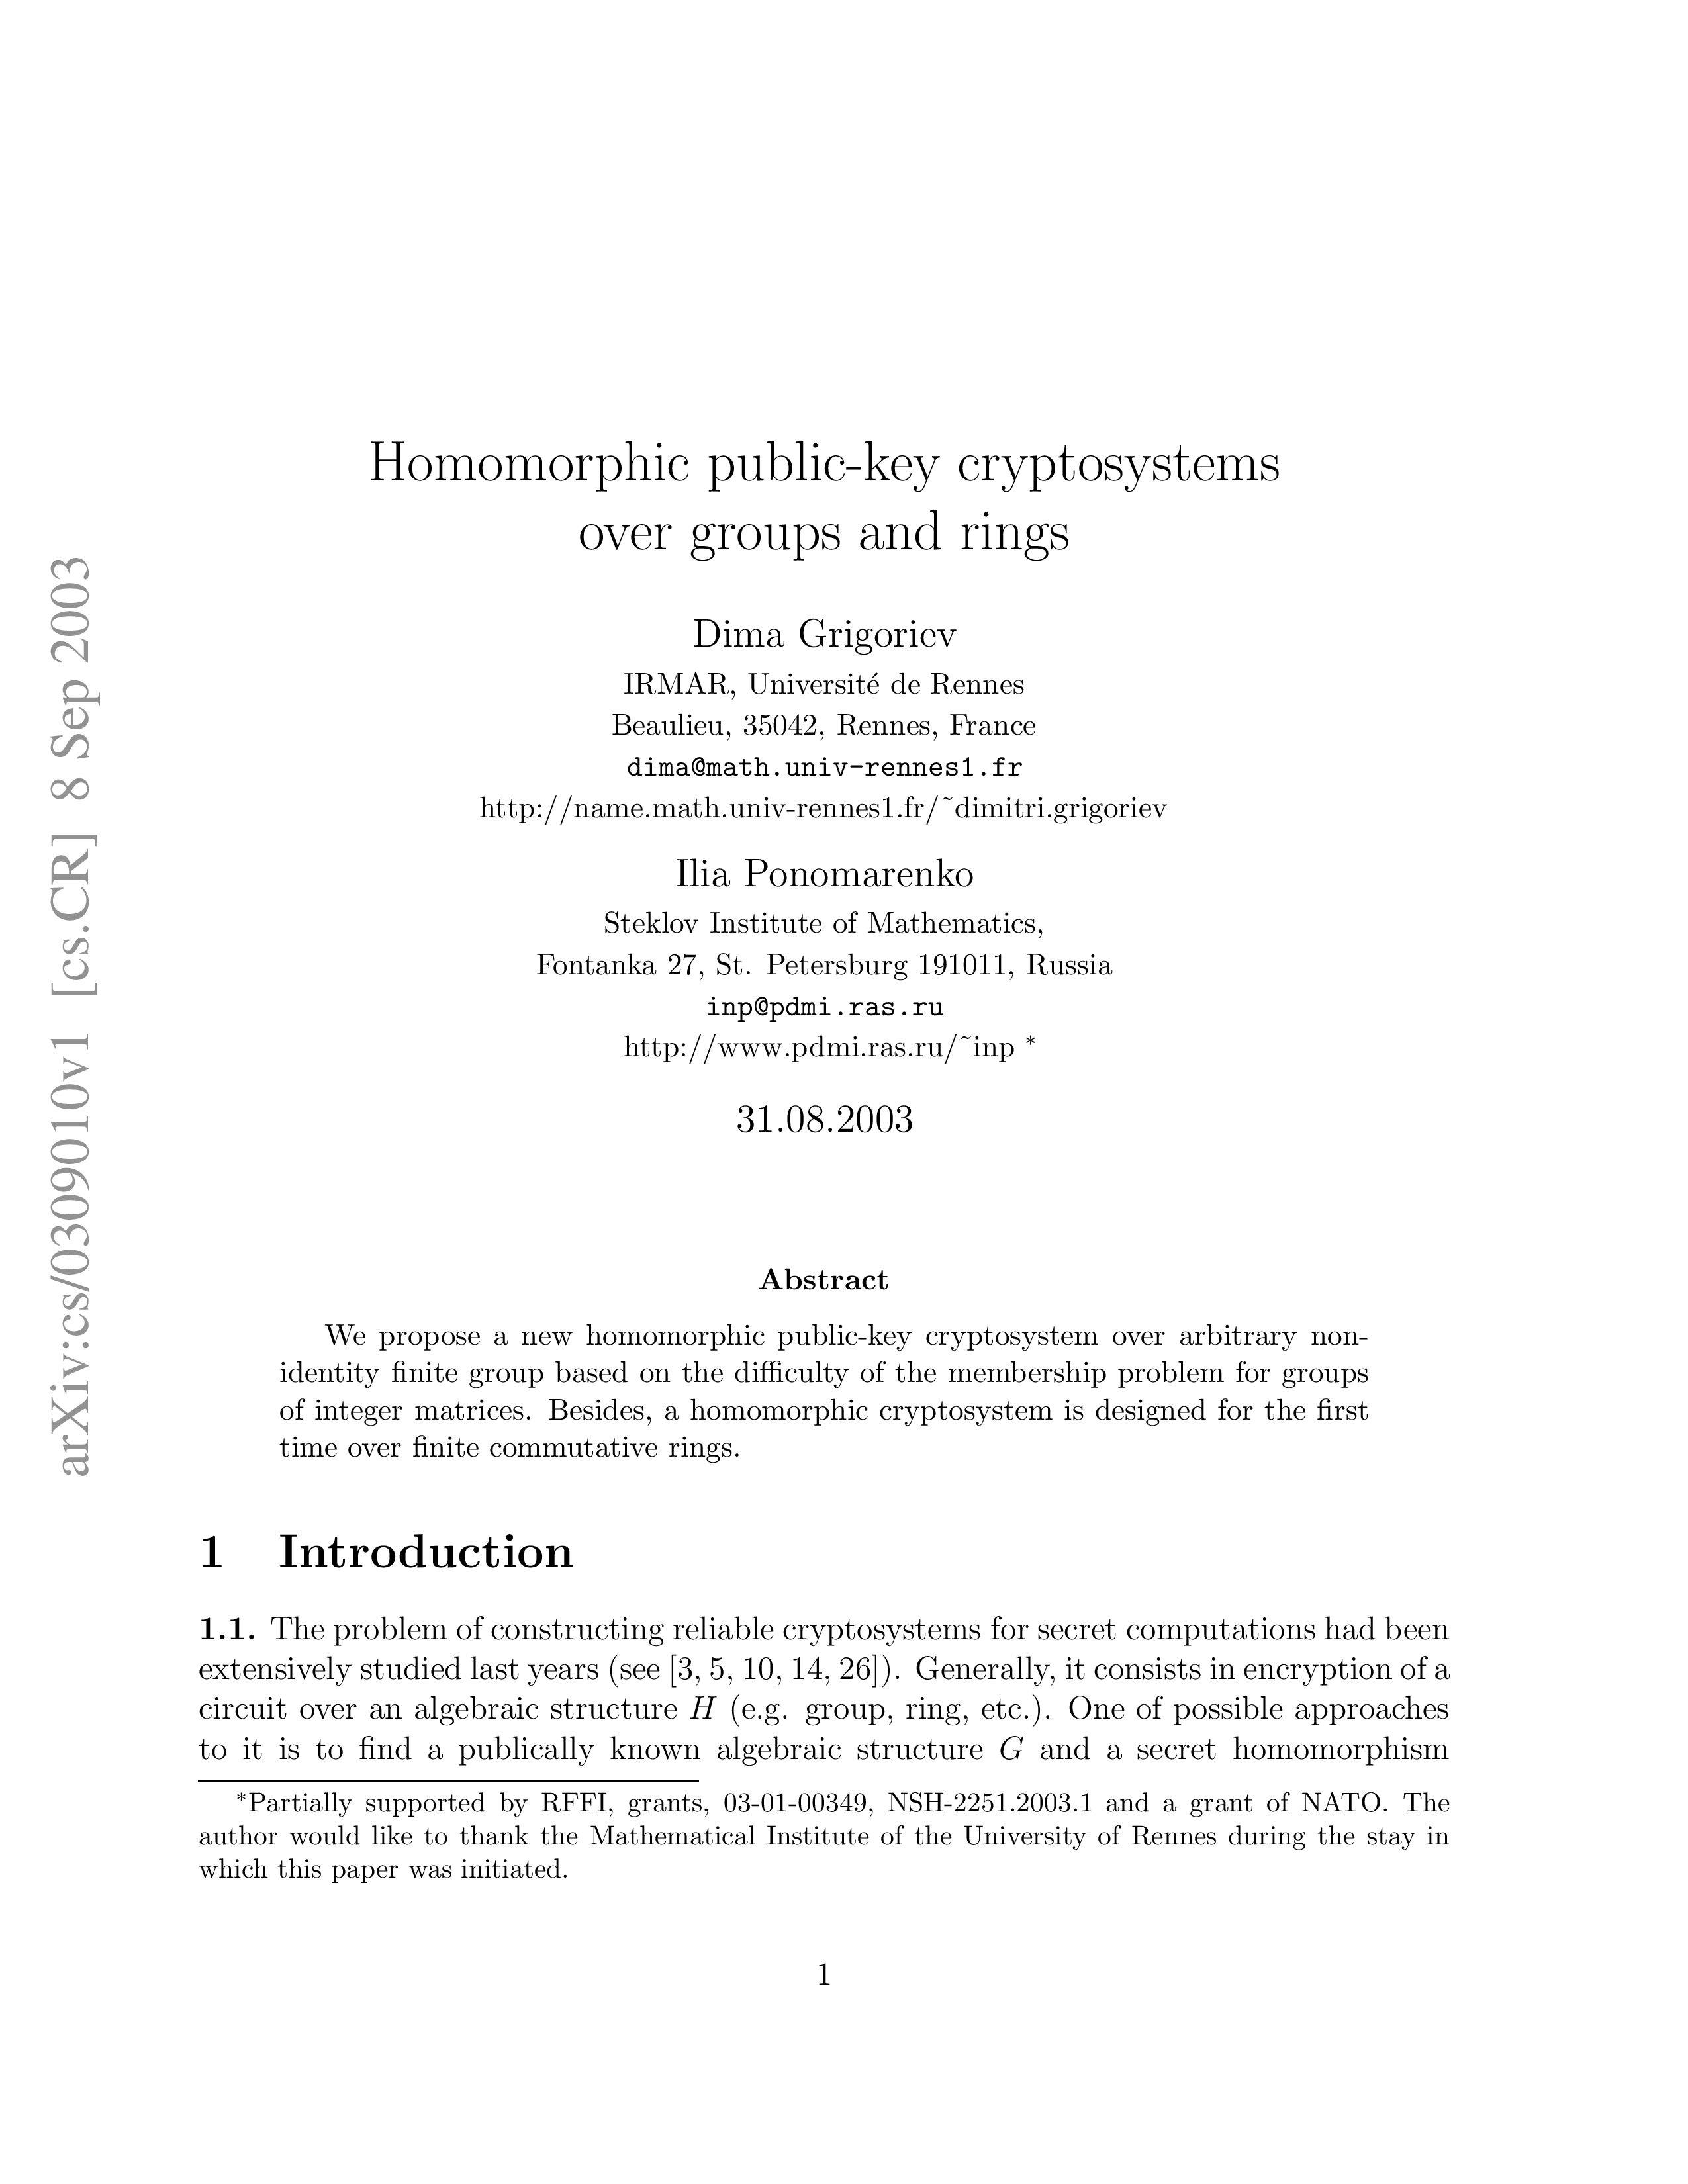 Homomorphic public-key cryptosystems
over groups and rings
Dima Grigoriev
IRMAR, Université de Rennes
Beaulieu, 35042, Rennes, France
dima@math.univ-rennes1.fr
http://name.math.univ-rennes1.fr/~dimitri.grigoriev
Ilia Ponomarenko
Steklov Institute of Mathematics,
Fontanka 27, St. Petersburg 191011, Russia
inp@pdmi.ras.ru
http://www.pdmi.ras.ru/~inp *
31.08.2003
Abstract
We propose a new homomorphic public-key cryptosystem over arbitrary non-
identity finite group based on the difficulty of the membership problem for groups
of integer matrices. Besides, a homomorphic cryptosystem is designed for the first
time over finite commutative rings.
1 Introduction
1.1. The problem of constructing reliable cryptosystems for secret computations had been
extensively studied last years (see [3, 5, 10, 14, 26]). Generally, it consists in encryption of a
circuit over an algebraic structure H (e.g. group, ring, etc.). One of possible approaches
to it is to find a publically known algebraic structure G and a secret homomorphism
*Partially supported by RFFI, grants, 03-01-00349, NSH-2251.2003.1 and a grant of NATO. The
author would like to thank the Mathematical Institute of the University of Rennes during the stay in
which this paper was initiated.
1
arXiv:cs/0309010v1 [cs.CR] 8 Sep 2003